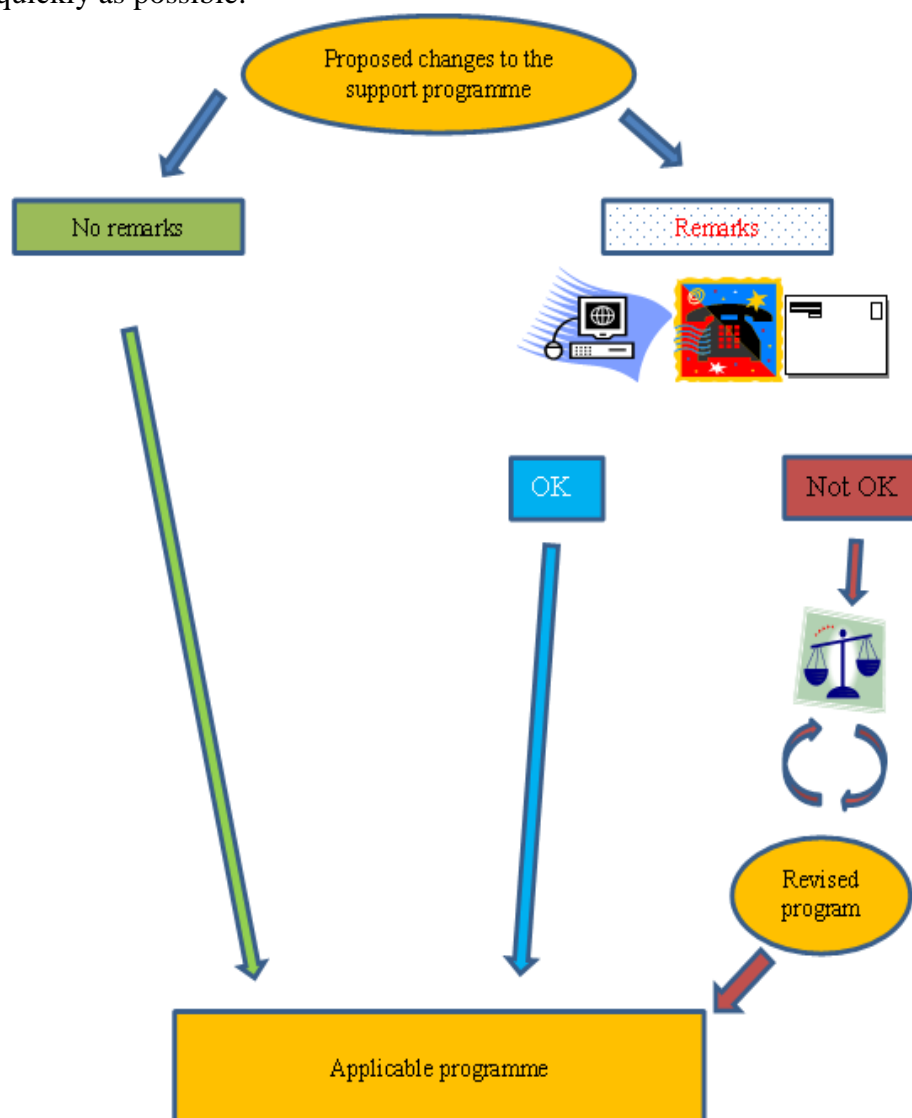 quickly as possible.
Proposed changes to the
support programme
No remarks
Remarks
OK
Not OK
Revised
program
Applicable programme